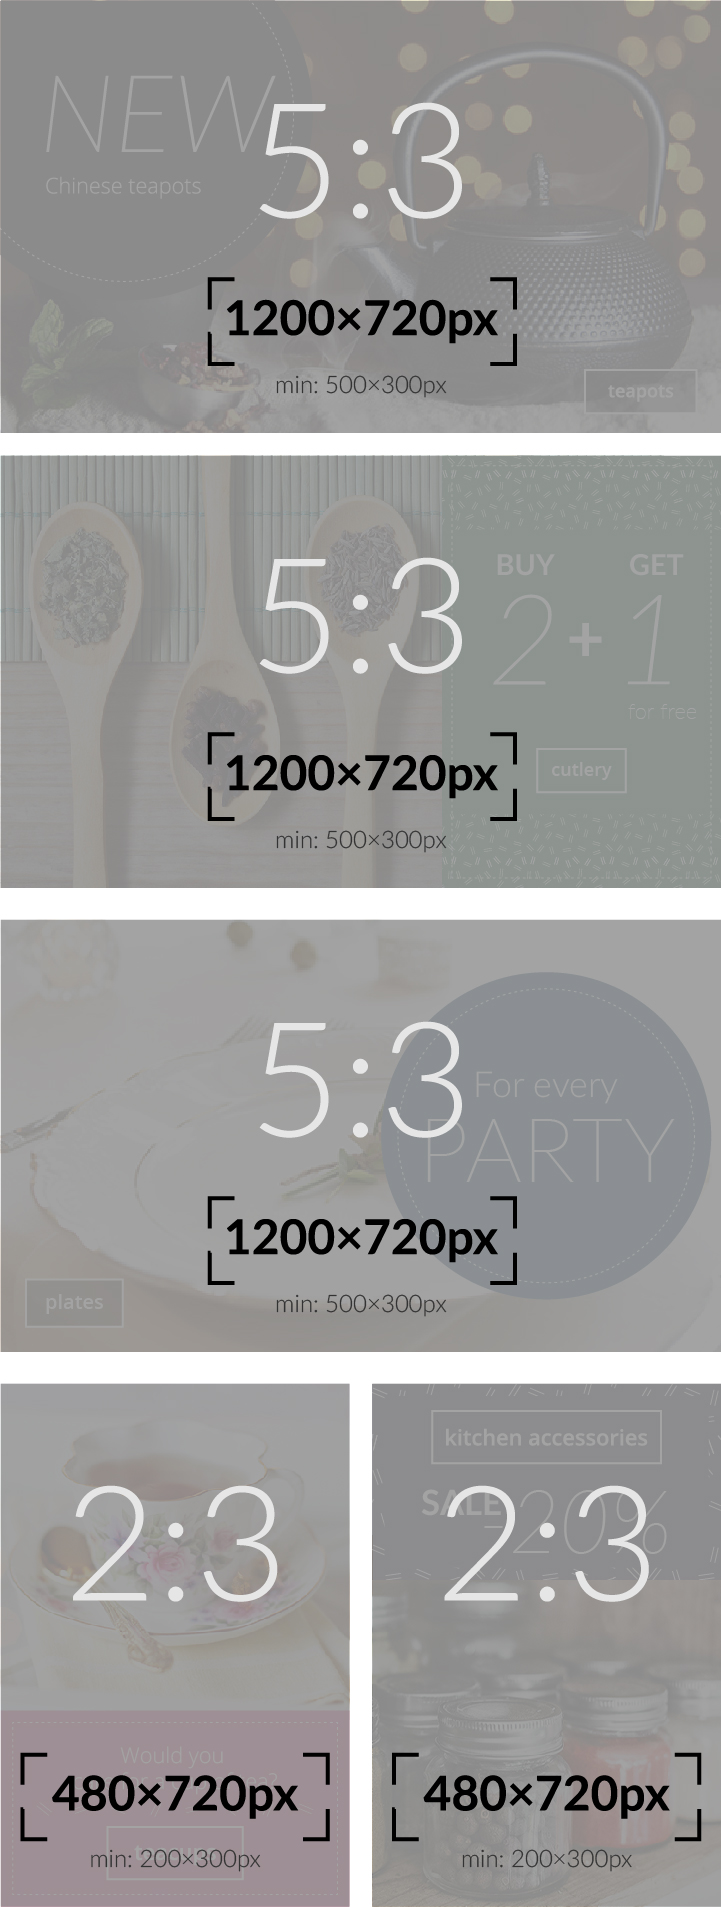 NEW
Chinese teapots
5:3
1200×720px
min: 500×300px
teapots
5:3
BUY GET
2 + 1
for free
1200×720px
cutlery
min: 500×300px
5:3
For every
PARTY
1200×720px
plates
min: 500×300px
2:3
Would you
480×720px
min: 200×300px
kitchen accessories
SALE
-20%
2:3
480×720px
min: 200×300px